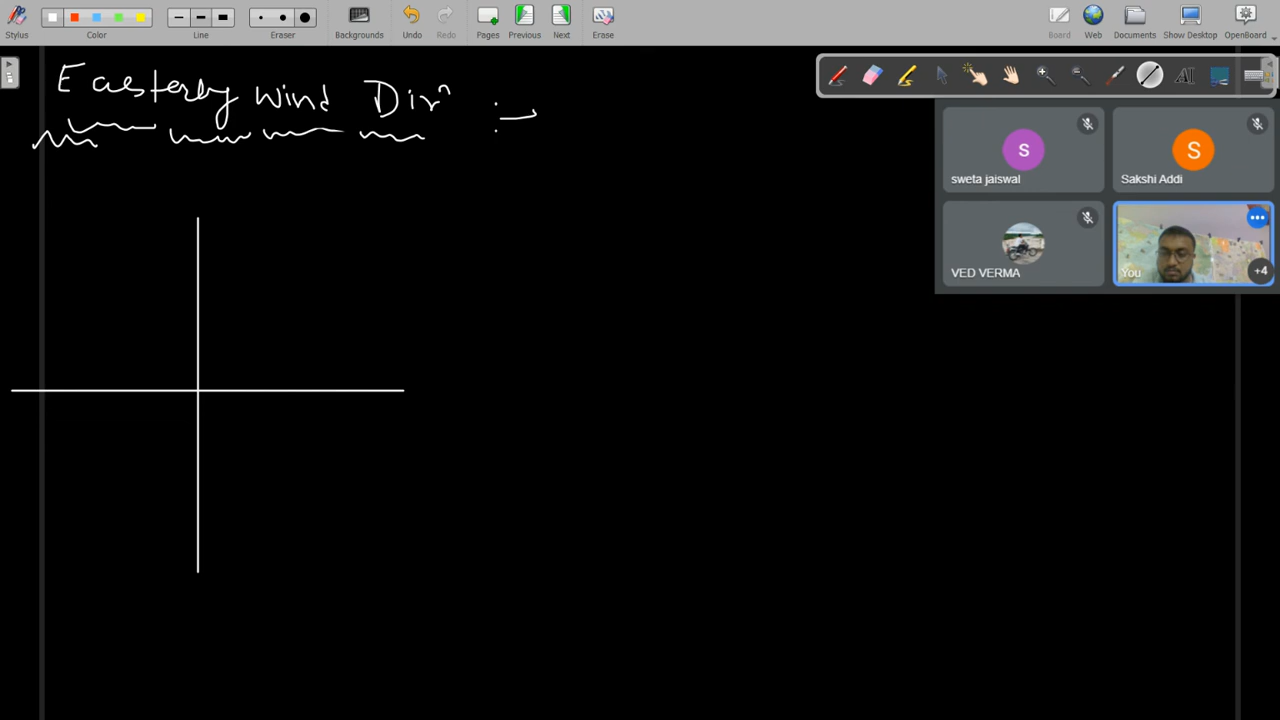 Stylus
Color
Line
Eraser
Backgrounds
Undo
Redo
Pages
Previous
Next
Erase
Board
Web
Documents
Show Desktop
OpenBoard
Easterly Wind Dirⁿ :→
S
sweta jaiswal
S
Sakshi Addi
VED VERMA
You
+4